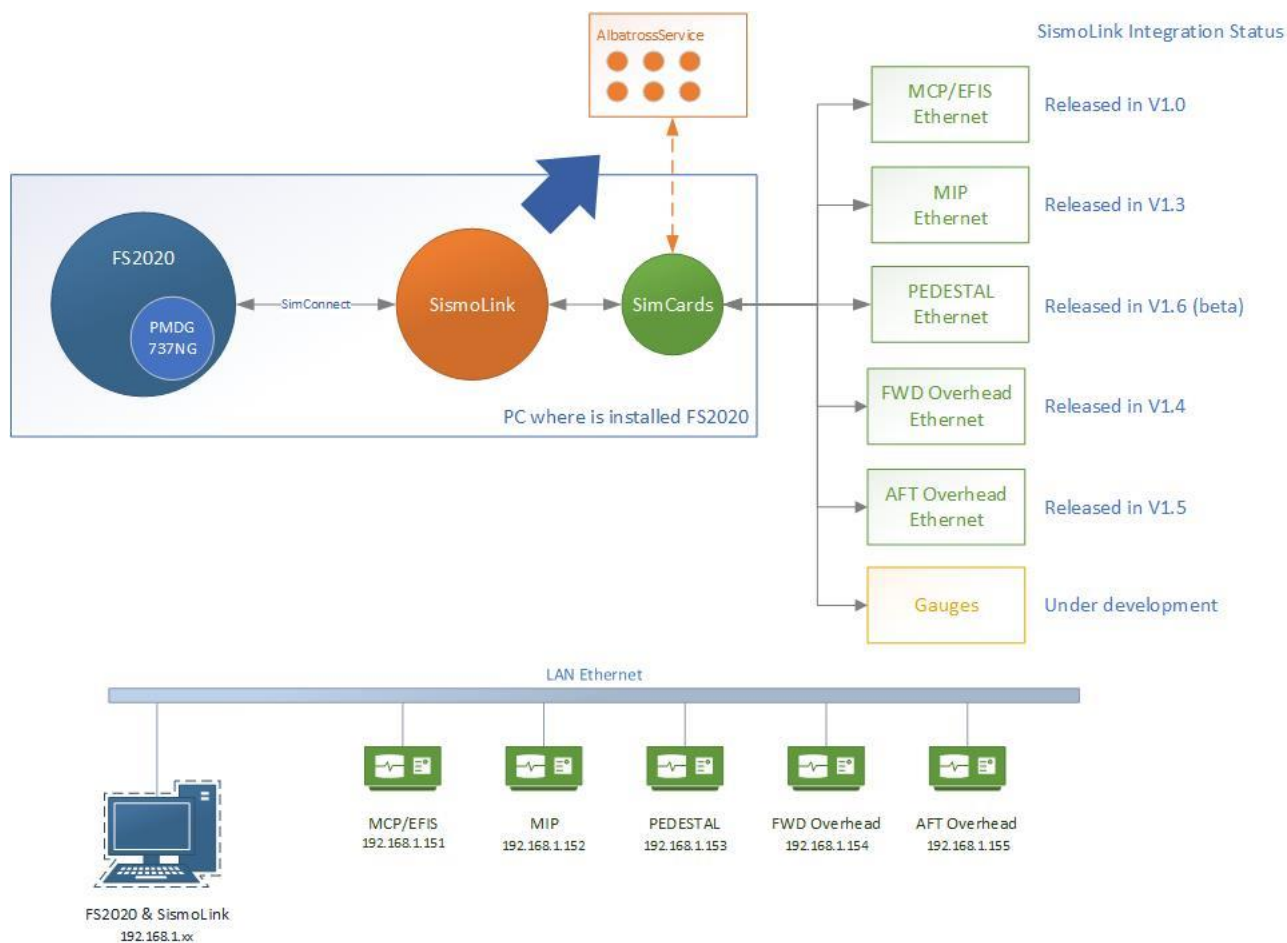 SismoLink Integration Status
AlbatrossService
MCP/EFIS
Ethernet
Released in V1.0
MIP
Ethernet
Released in V1.3
FS2020
PMDG
737NG
SimConnect
SismoLink
SimCards
PEDESTAL
Ethernet
Released in V1.6 (beta)
PC where is installed FS2020
FWD Overhead
Ethernet
Released in V1.4
AFT Overhead
Ethernet
Released in V1.5
Gauges
Under development
LAN Ethernet
MCP/EFIS
192.168.1.151
MIP
192.168.1.152
PEDESTAL
192.168.1.153
FWD Overhead
192.168.1.154
AFT Overhead
192.168.1.155
FS2020 & SismoLink
192.168.1.xx